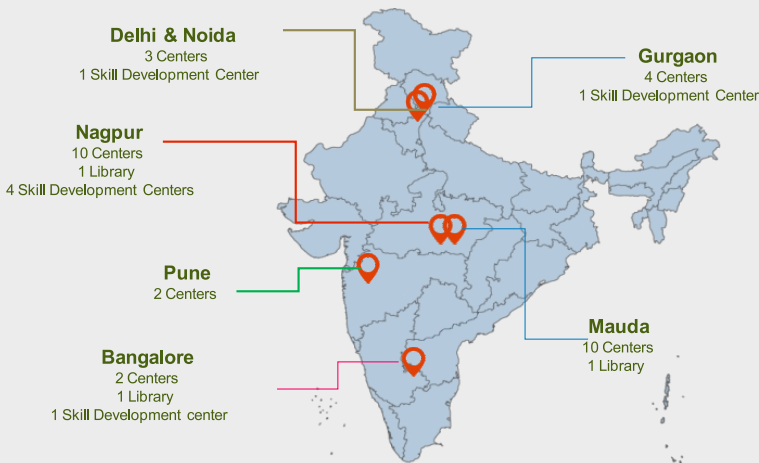 Delhi & Noida
3 Centers
1 Skill Development Center
Gurgaon
4 Centers
1 Skill Development Center
Nagpur
10 Centers
1 Library
4 Skill Development Centers
Pune
2 Centers
Mauda
10 Centers
1 Library
Bangalore
2 Centers
1 Library
1 Skill Development center